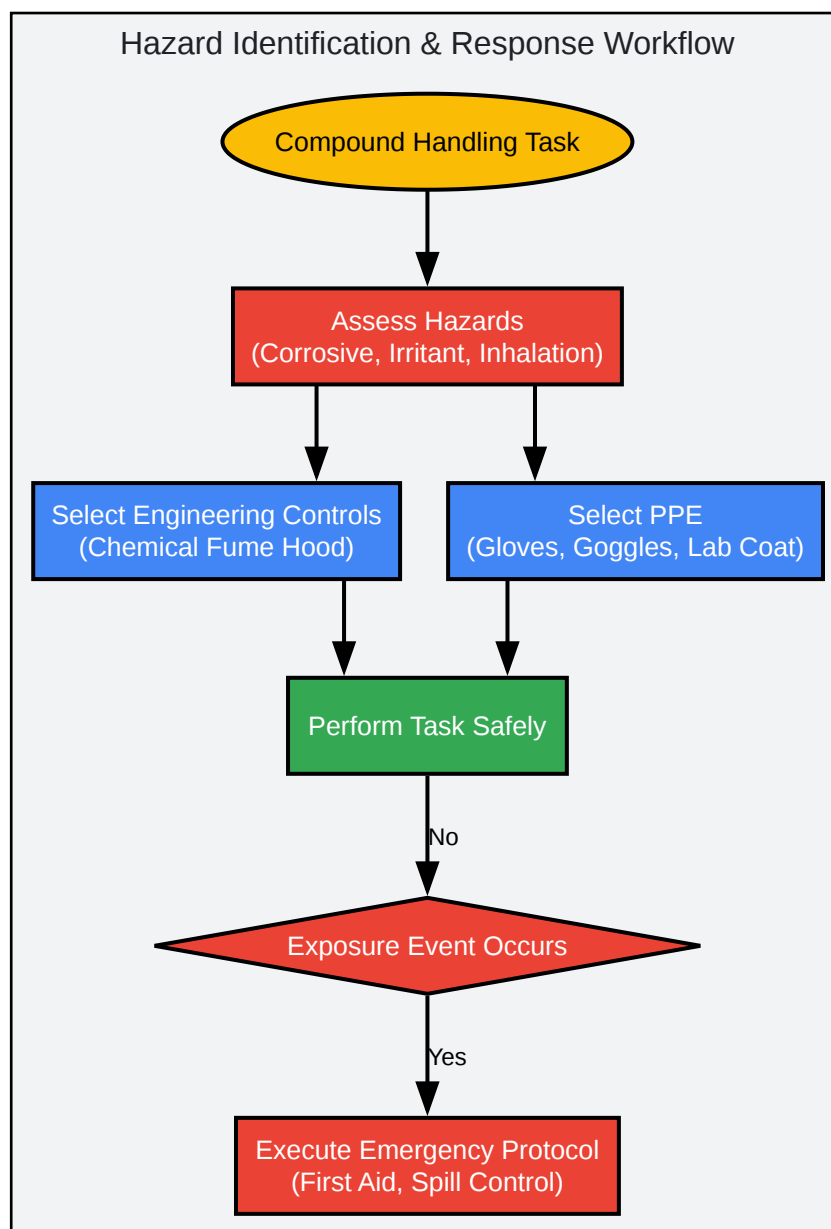 Hazard Identification & Response Workflow
Compound Handling Task
Assess Hazards
(Corrosive, Irritant, Inhalation)
Select Engineering Controls
(Chemical Fume Hood)
Select PPE
(Gloves, Goggles, Lab Coat)
Perform Task Safely
No
Exposure Event Occurs
Yes
Execute Emergency Protocol
(First Aid, Spill Control)